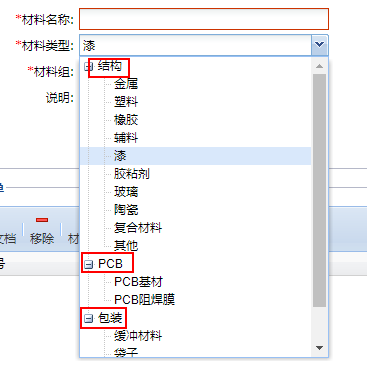 *材料名称:
*材料类型: 漆
*材料组:
说明:
结构
金属
塑料
橡胶
辅料
漆
胶粘剂
玻璃
陶瓷
复合材料
其他
PCB
PCB基材
PCB阻焊膜
包装
缓冲材料
袋子
单
文档 移除 材
号